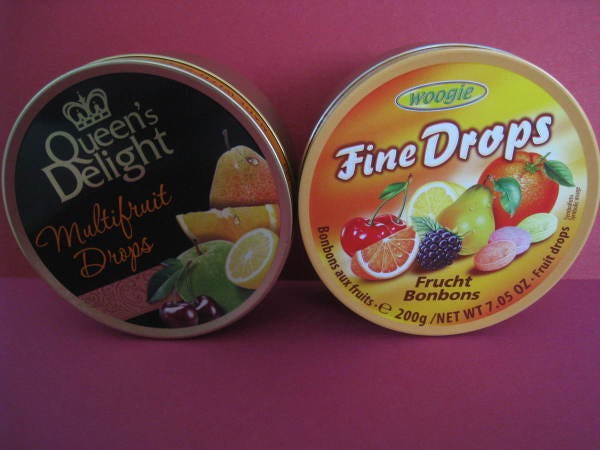 Queen's
Delight
Multifruit
Drops
woogie
Fine Drops
Frucht
Bonbons
Bonbons aux fruits · e 200g /NET WT 7.05 OZ. · Fruit drops